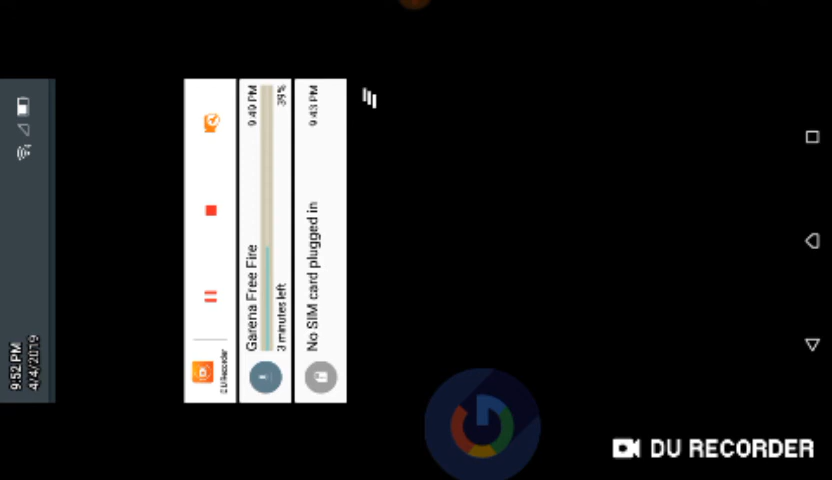 9:52 PM
4/4/2019
DU Recorder
Garena Free Fire
9:49 PM
3 minutes left
39%
No SIM card plugged in
9:43 PM
DU RECORDER